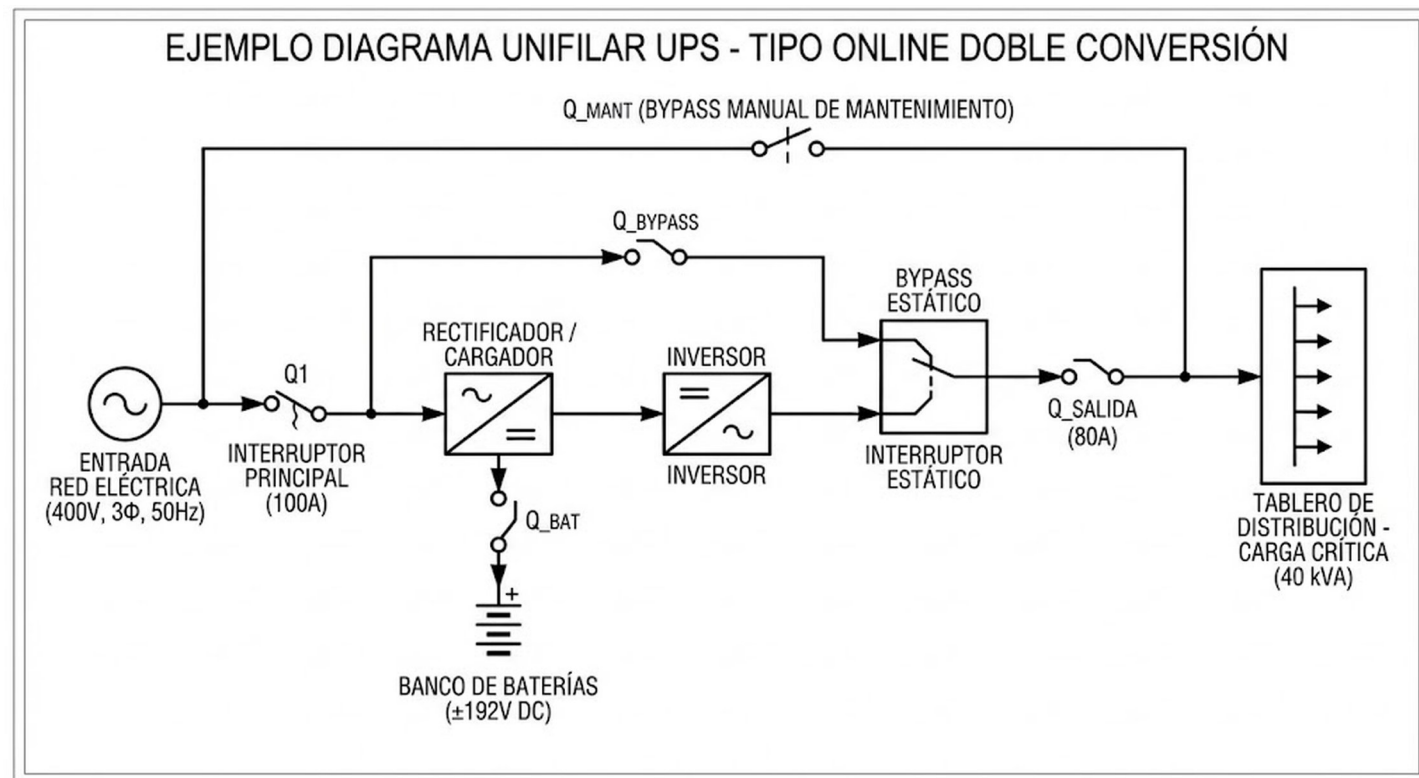 EJEMPLO DIAGRAMA UNIFILAR UPS - TIPO ONLINE DOBLE CONVERSIÓN
Q_MANT (BYPASS MANUAL DE MANTENIMIENTO)
Q_BYPASS
BYPASS
ESTÁTICO
RECTIFICADOR /
CARGADOR
INVERSOR
Q1
ENTRADA
RED ELÉCTRICA
(400V, 3Φ, 50Hz)
INTERRUPTOR
PRINCIPAL
(100A)
INVERSOR
INTERRUPTOR
ESTÁTICO
Q_SALIDA
(80A)
Q_BAT
+
BANCO DE BATERÍAS
(±192V DC)
TABLERO DE
DISTRIBUCIÓN -
CARGA CRÍTICA
(40 kVA)